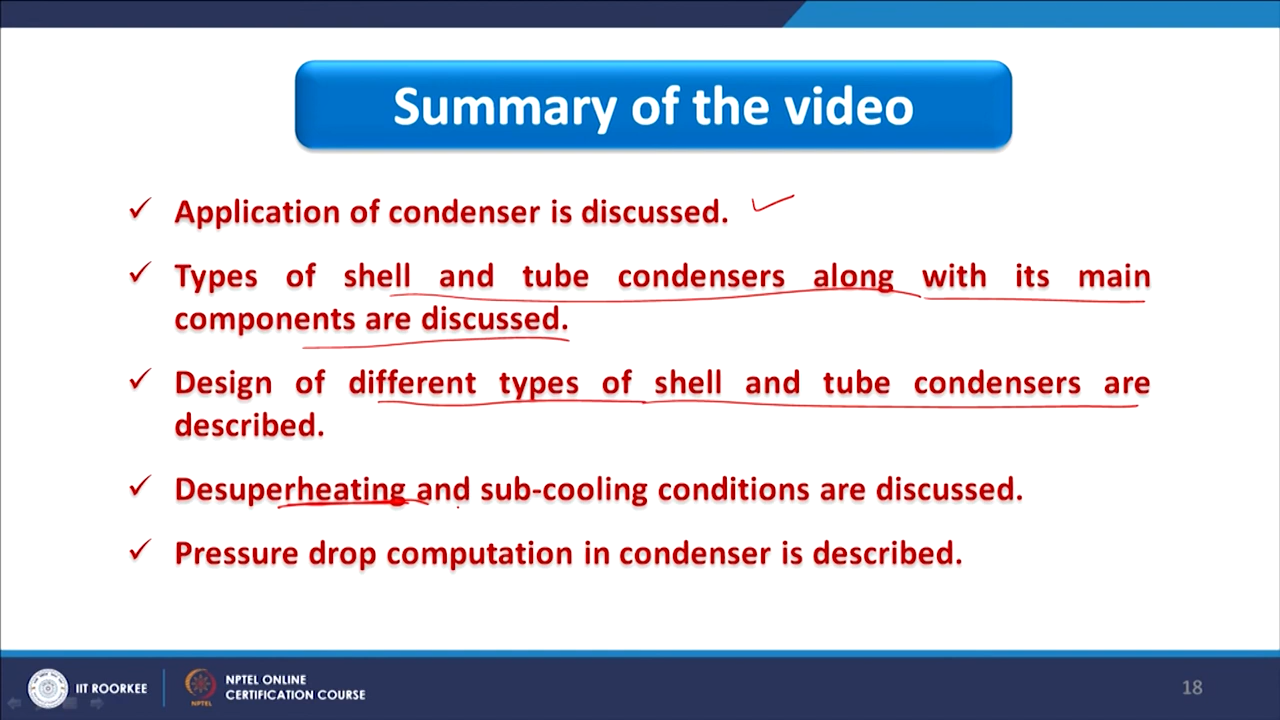 Summary of the video
✓ Application of condenser is discussed.
✓ Types of shell and tube condensers along with its main
components are discussed.
✓ Design of different types of shell and tube condensers are
described.
✓ Desuperheating and sub-cooling conditions are discussed.
✓ Pressure drop computation in condenser is described.
IIT ROORKEE
NPTEL
NPTEL ONLINE
CERTIFICATION COURSE
18